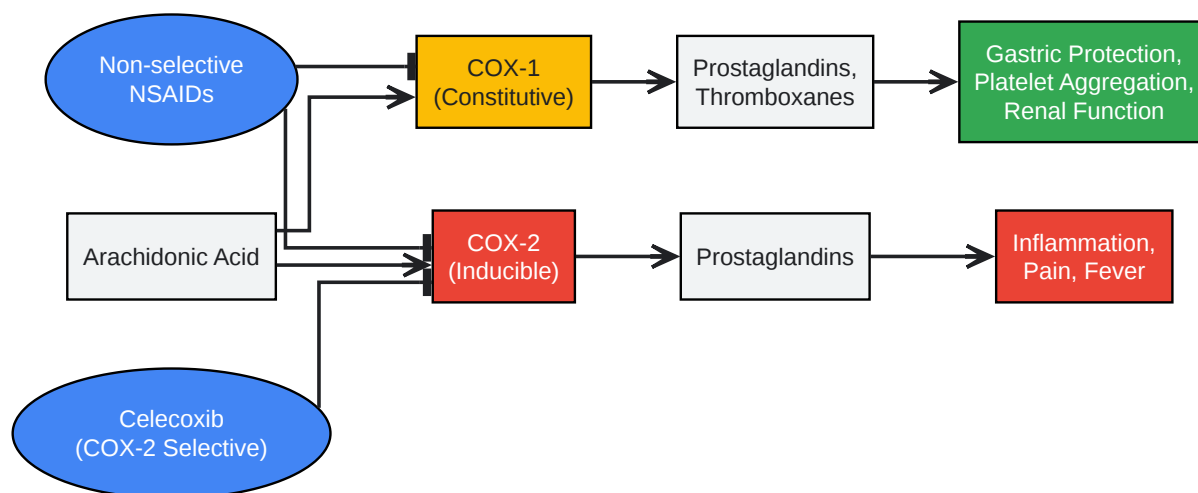 Non-selective
NSAIDs
COX-1
(Constitutive)
Prostaglandins,
Thromboxanes
Gastric Protection,
Platelet Aggregation,
Renal Function
Arachidonic Acid
COX-2
(Inducible)
Prostaglandins
Inflammation,
Pain, Fever
Celecoxib
(COX-2 Selective)